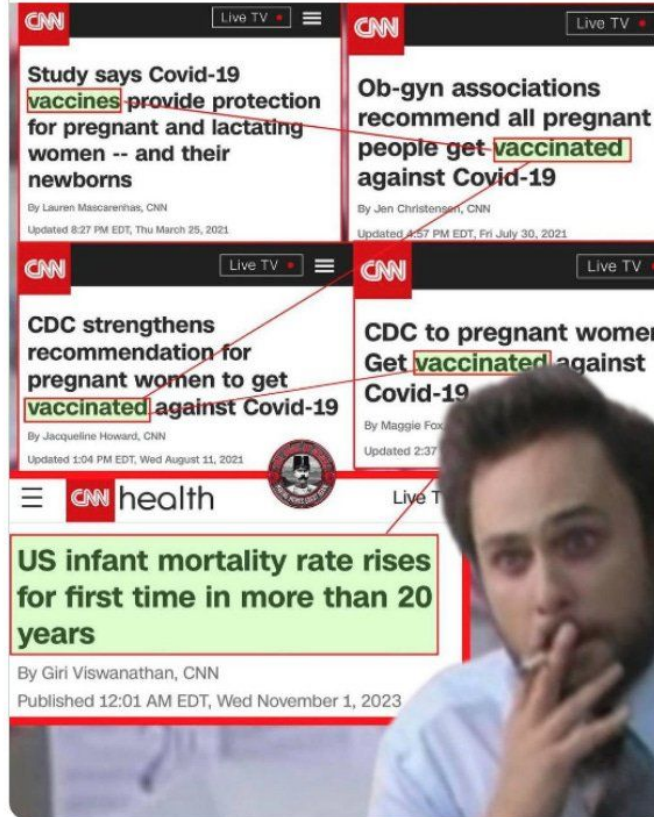 CNN
Live TV
Study says Covid-19
vaccines provide protection
for pregnant and lactating
women -- and their
newborns
By Lauren Mascarenhas, CNN
Updated 8:27 PM EDT, Thu March 25, 2021
CNN
Live TV
Ob-gyn associations
recommend all pregnant
people get vaccinated
against Covid-19
By Jen Christensen, CNN
Updated 4:57 PM EDT, Fri July 30, 2021
CNN
Live TV
CDC strengthens
recommendation for
pregnant women to get
vaccinated against Covid-19
By Jacqueline Howard, CNN
Updated 1:04 PM EDT, Wed August 11, 2021
CNN
Live TV
CDC to pregnant women
Get vaccinated against
Covid-19
By Maggie Fox
Updated 2:37
CNN health
Live T
US infant mortality rate rises
for first time in more than 20
years
By Giri Viswanathan, CNN
Published 12:01 AM EDT, Wed November 1, 2023